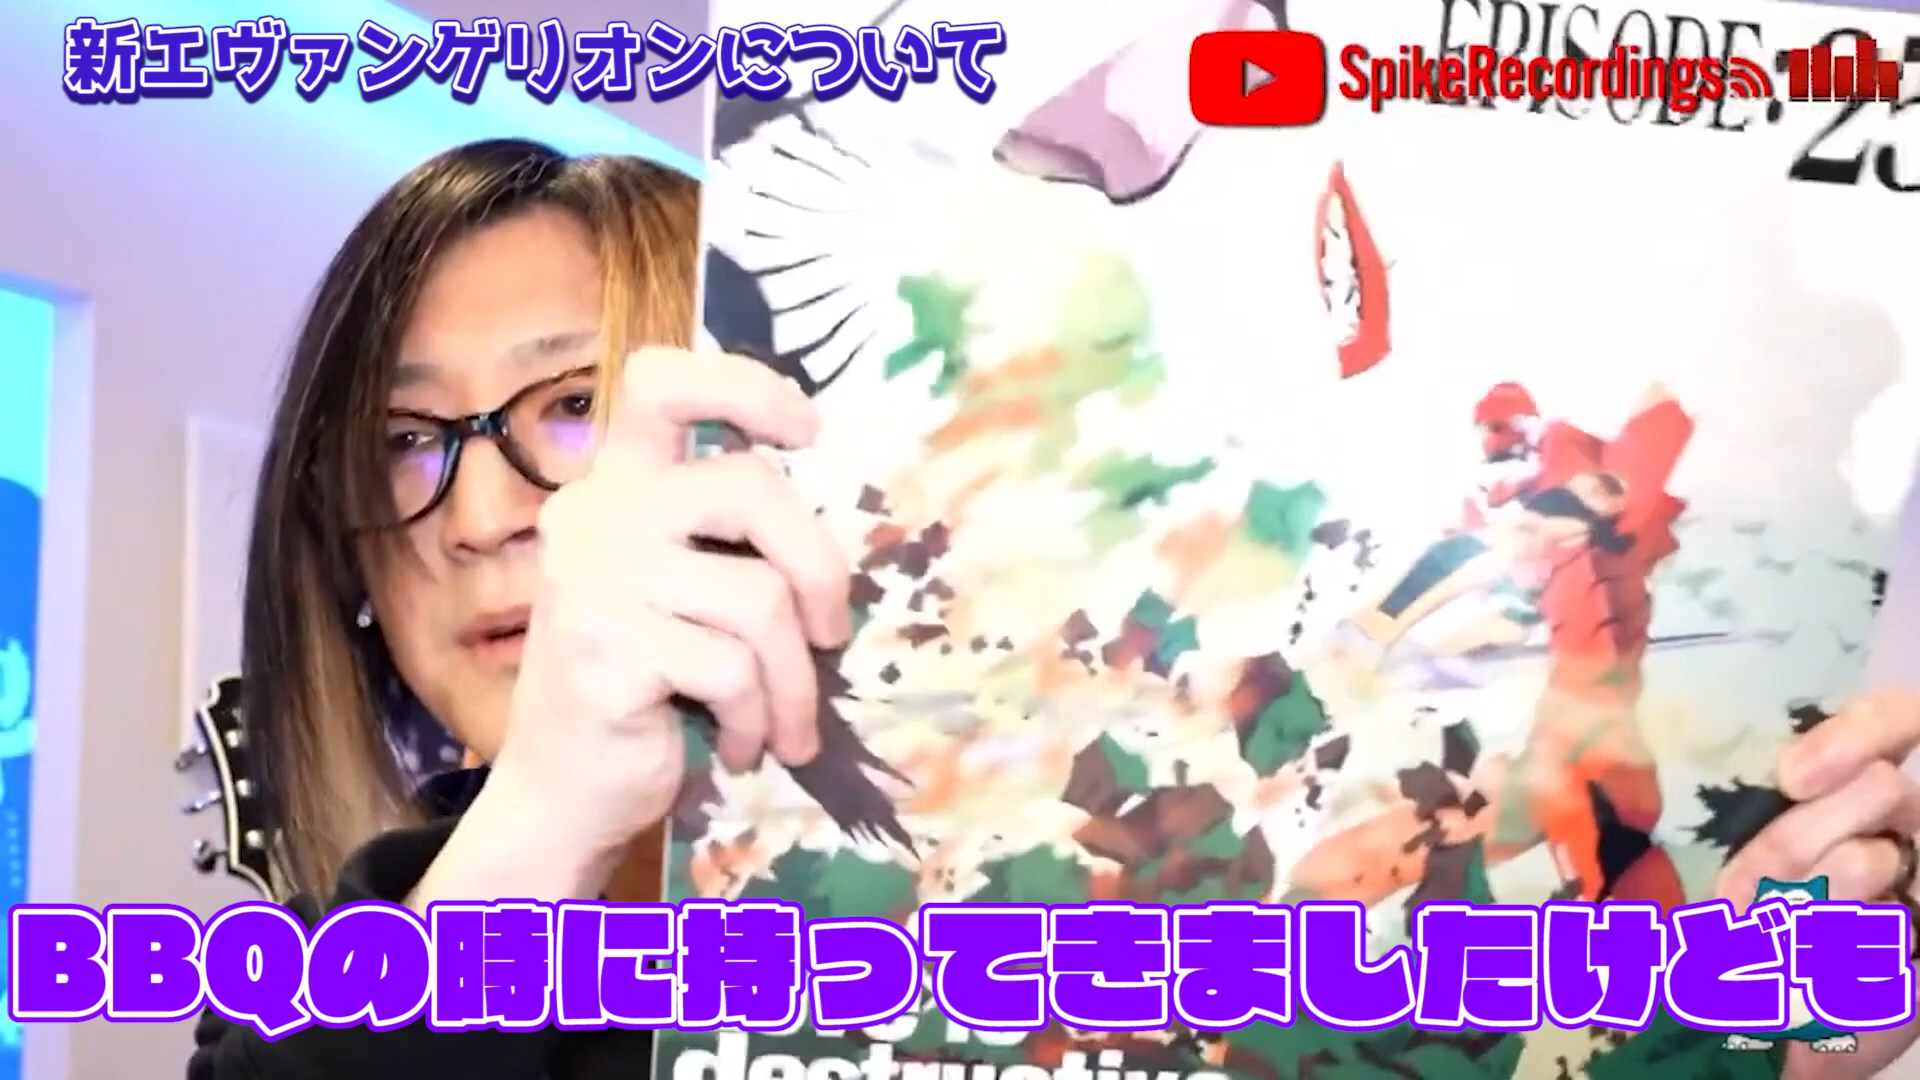 新エヴァンゲリオンについて
SpikeRecordings
EPISODE:25
BBQの時に持ってきましたけども
destructive